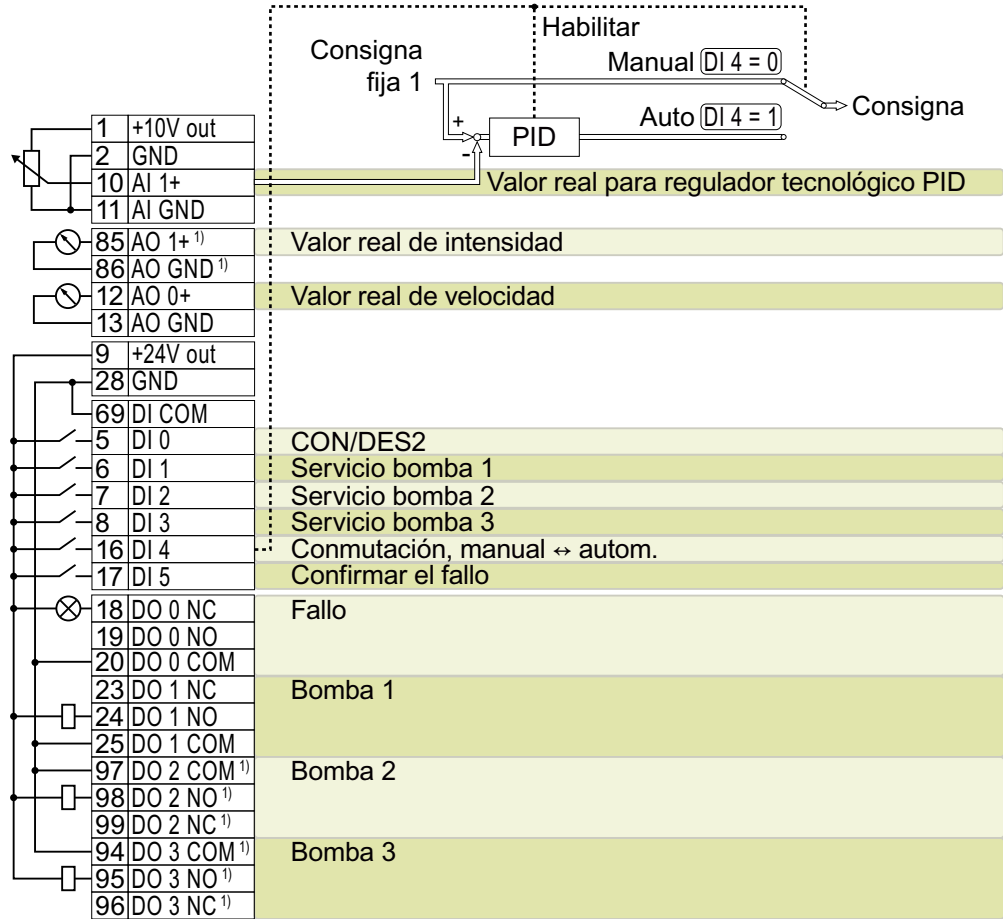 Habilitar
Consigna
fija 1
Manual DI 4 = 0
Consigna
Auto DI 4 = 1
+
-
PID
1 +10V out
2 GND
10 AI 1+ Valor real para regulador tecnológico PID
11 AI GND
85 AO 1+ 1) Valor real de intensidad
86 AO GND 1)
12 AO 0+ Valor real de velocidad
13 AO GND
9 +24V out
28 GND
69 DI COM
5 DI 0 CON/DES2
6 DI 1 Servicio bomba 1
7 DI 2 Servicio bomba 2
8 DI 3 Servicio bomba 3
16 DI 4 Conmutación, manual ↔ autom.
17 DI 5 Confirmar el fallo
18 DO 0 NC Fallo
19 DO 0 NO
20 DO 0 COM
23 DO 1 NC Bomba 1
24 DO 1 NO
25 DO 1 COM
97 DO 2 COM 1) Bomba 2
98 DO 2 NO 1)
99 DO 2 NC 1)
94 DO 3 COM 1) Bomba 3
95 DO 3 NO 1)
96 DO 3 NC 1)